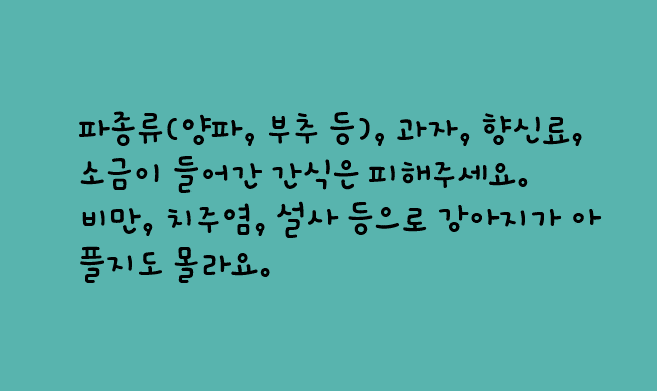 파종류(양파, 부추 등), 과자, 향신료,
소금이 들어간 간식은 피해주세요.
비만, 치주염, 설사 등으로 강아지가 아
플지도 몰라요.